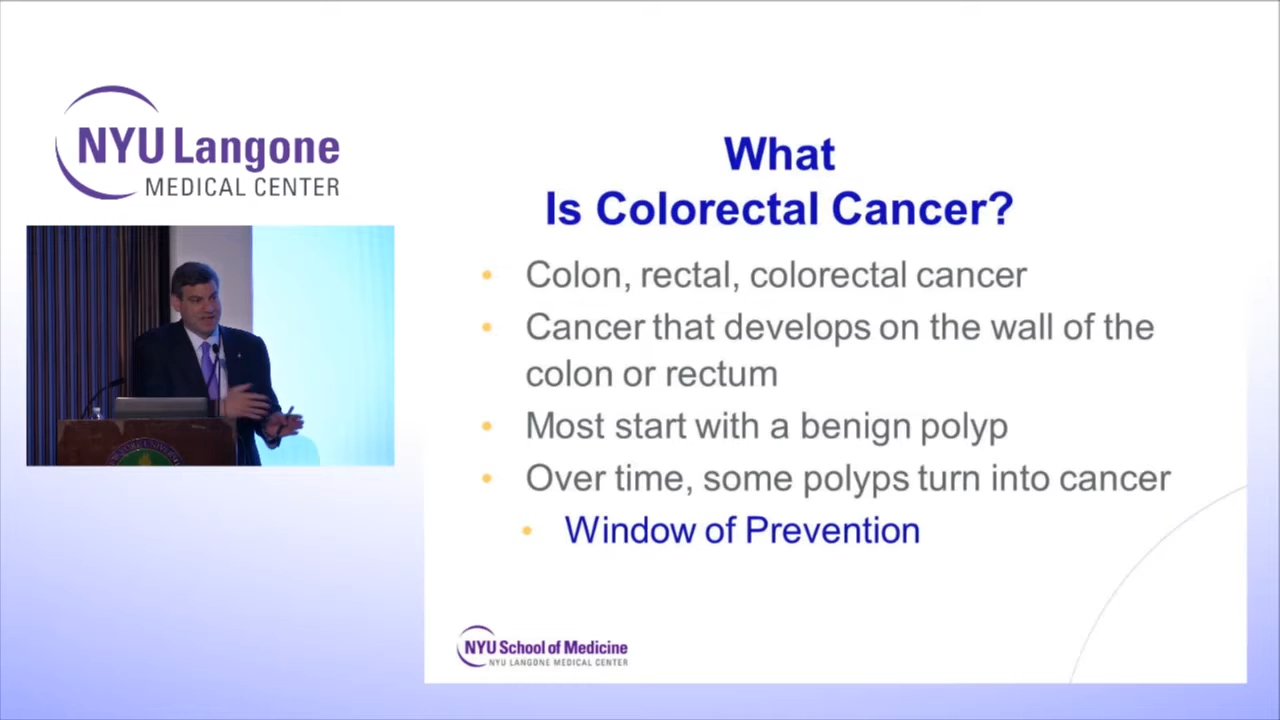 NYU Langone
MEDICAL CENTER
What
Is Colorectal Cancer?
• Colon, rectal, colorectal cancer
• Cancer that develops on the wall of the
colon or rectum
• Most start with a benign polyp
• Over time, some polyps turn into cancer
• Window of Prevention
NYU School of Medicine
NYU LANGONE MEDICAL CENTER